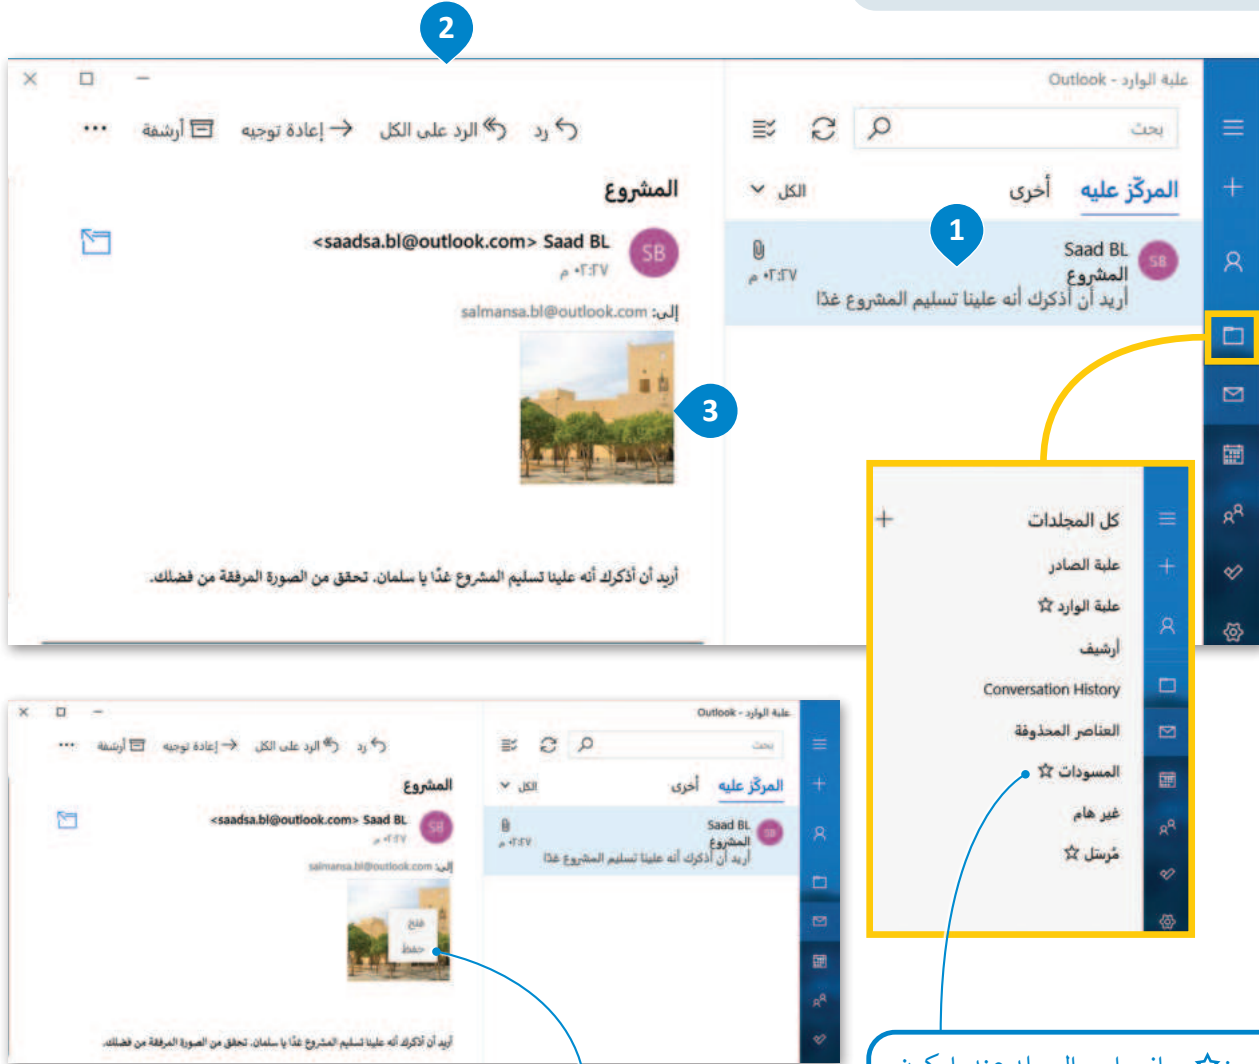 2
علبة الوارد - Outlook
بحث
المركّز عليه
أخرى
الكل
1
Saad BL
المشروع
٠٢:٢٧ م
أريد أن أذكرك أنه علينا تسليم المشروع غدًا
رد
الرد على الكل
إعادة توجيه
أرشفة
...
المشروع
SB
<saadsa.bl@outlook.com> Saad BL
٠٢:٢٧ م
إلى: salmansa.bl@outlook.com
3
أريد أن أذكرك أنه علينا تسليم المشروع غدًا يا سلمان. تحقق من الصورة المرفقة من فضلك.
كل المجلدات
علبة الصادر
علبة الوارد
أرشيف
Conversation History
العناصر المحذوفة
المسودات
غير هام
مُرسَل
علبة الوارد - Outlook
بحث
المركّز عليه
أخرى
الكل
SB
Saad BL
المشروع
٠٢:٢٧ م
أريد أن أذكرك أنه علينا تسليم المشروع غدًا
رد
الرد على الكل
إعادة توجيه
أرشفة
...
المشروع
SB
<saadsa.bl@outlook.com> Saad BL
٠٢:٢٧ م
إلى: salmansa.bl@outlook.com
فتح
حفظ
أريد أن أذكرك أنه علينا تسليم المشروع غدًا يا سلمان. تحقق من الصورة المرفقة من فضلك.